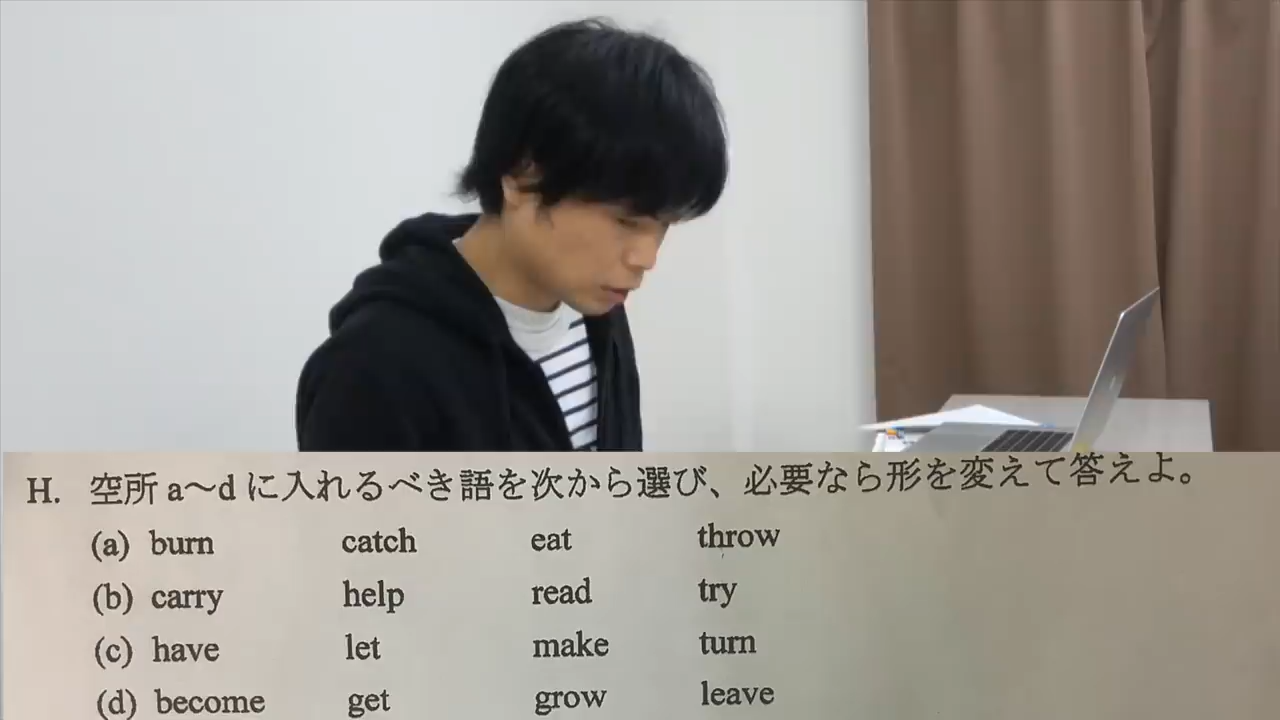 H. 空所 a～d に入れるべき語を次から選び、必要なら形を変えて答えよ。
(a) burn catch eat throw
(b) carry help read try
(c) have let make turn
(d) become get grow leave